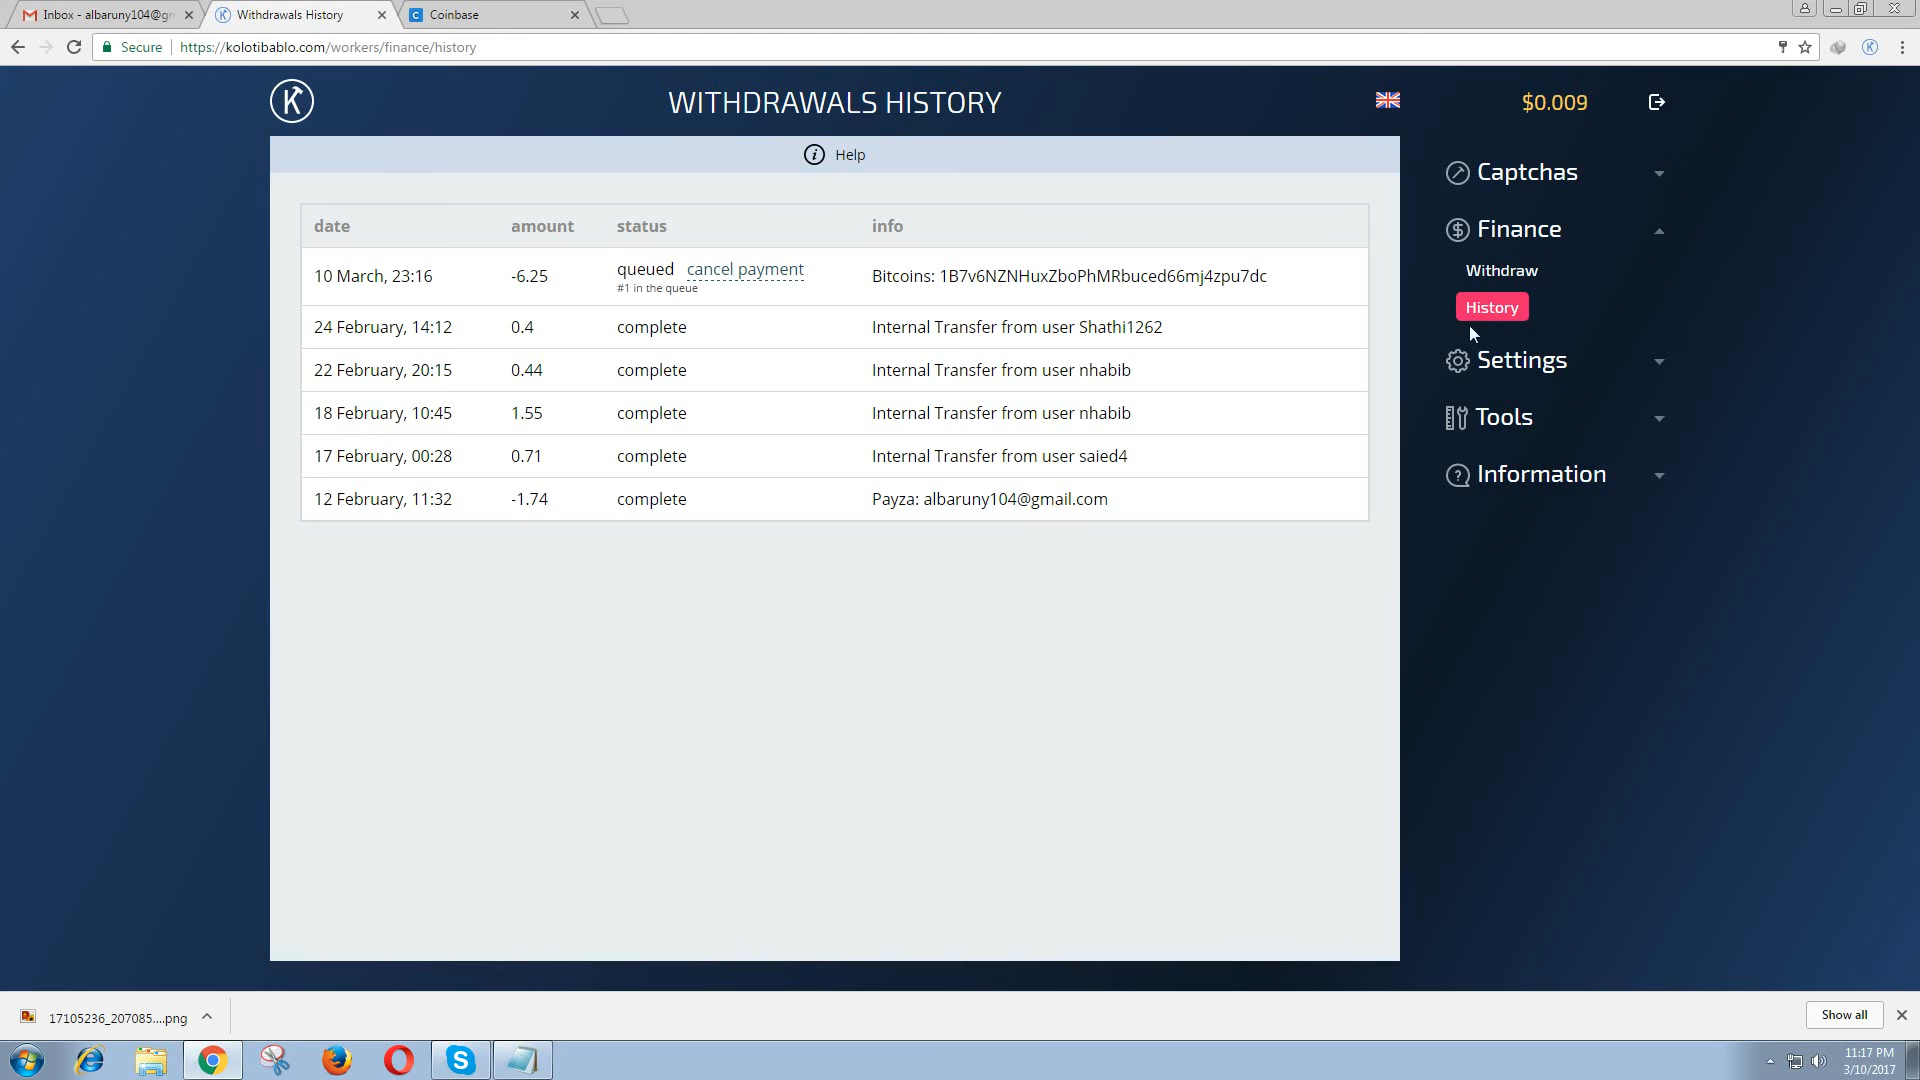 Inbox - albaruny104@gm
Withdrawals History
Coinbase
Secure https://kolotibablo.com/workers/finance/history
K WITHDRAWALS HISTORY $0.009
Help
date amount status info
10 March, 23:16 -6.25 queued cancel payment Bitcoins: 1B7v6NZNHuxZboPhMRbuced66mj4zpu7dc
#1 in the queue
24 February, 14:12 0.4 complete Internal Transfer from user Shathi1262
22 February, 20:15 0.44 complete Internal Transfer from user nhabib
18 February, 10:45 1.55 complete Internal Transfer from user nhabib
17 February, 00:28 0.71 complete Internal Transfer from user saied4
12 February, 11:32 -1.74 complete Payza: albaruny104@gmail.com
Captchas
Finance
Withdraw
History
Settings
Tools
Information
17105236_207085....png
Show all
11:17 PM
3/10/2017